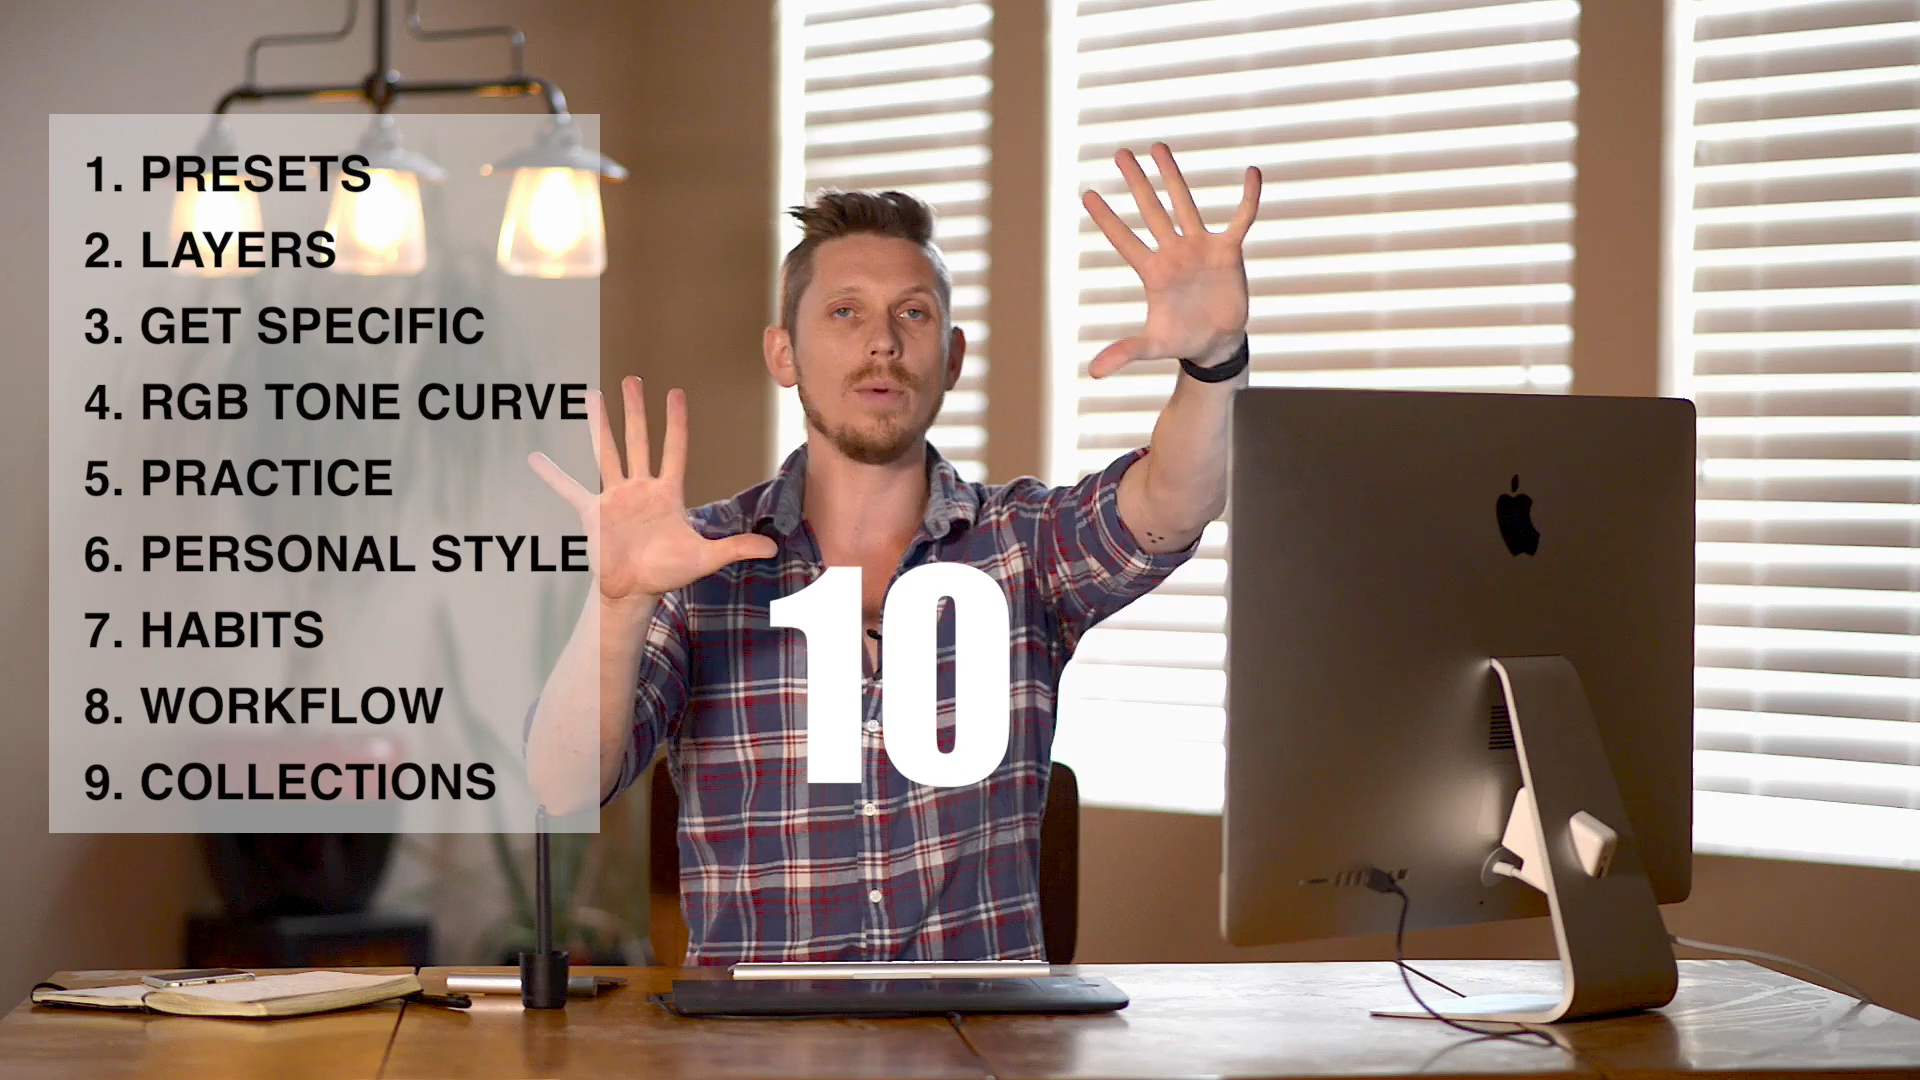 1. PRESETS
2. LAYERS
3. GET SPECIFIC
4. RGB TONE CURVE
5. PRACTICE
6. PERSONAL STYLE
7. HABITS
8. WORKFLOW
9. COLLECTIONS
10